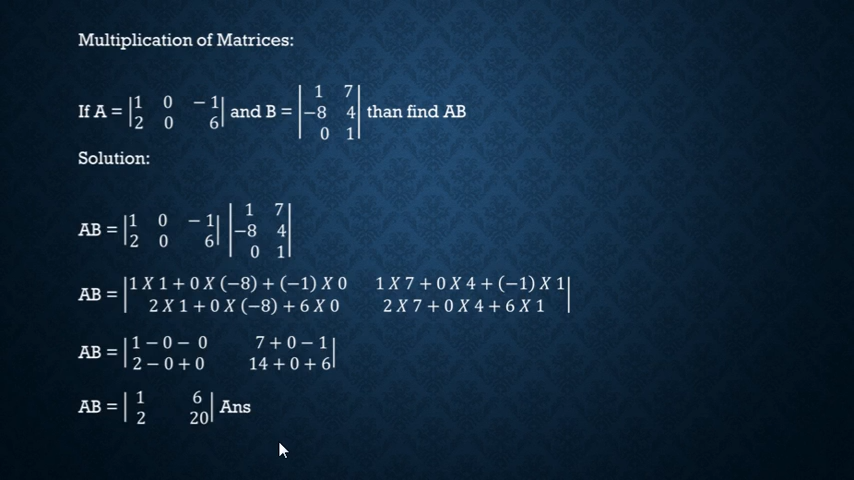 Multiplication of Matrices:
If A = |1 0 − 1| and B = | 1 7| than find AB
|2 0 6| |−8 4|
| 0 1|
Solution:
AB = |1 0 − 1| | 1 7|
|2 0 6| |−8 4|
| 0 1|
AB = |1 X 1 + 0 X (−8) + (−1) X 0 1 X 7 + 0 X 4 + (−1) X 1|
|2 X 1 + 0 X (−8) + 6 X 0 2 X 7 + 0 X 4 + 6 X 1|
AB = |1 − 0 − 0 7 + 0 − 1|
|2 − 0 + 0 14 + 0 + 6|
AB = | 1 6| Ans
| 2 20|